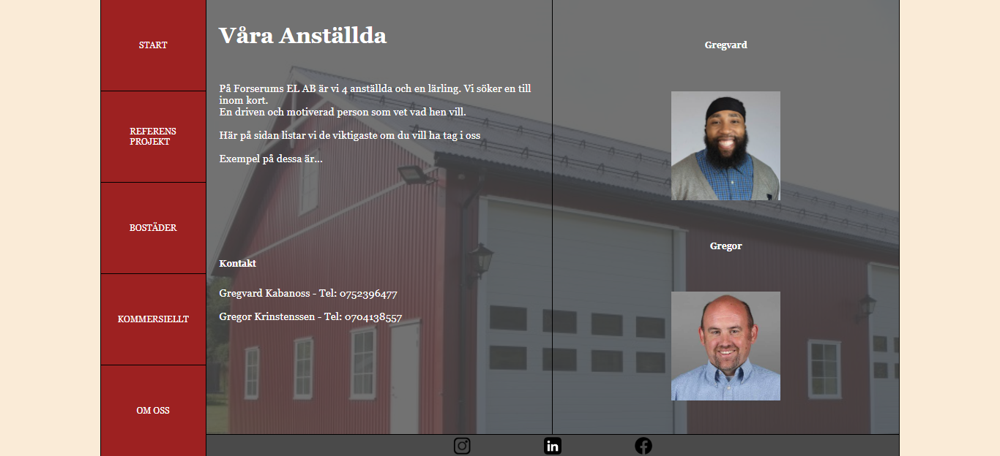 START
REFERENS
PROJEKT
BOSTÄDER
KOMMERSIELLT
OM OSS
Våra Anställda
På Forserums EL AB är vi 4 anställda och en lärling. Vi söker en till
inom kort.
En driven och motiverad person som vet vad hen vill.
Här på sidan listar vi de viktigaste om du vill ha tag i oss
Exempel på dessa är...
Kontakt
Gregvard Kabanoss - Tel: 0752396477
Gregor Krinstenssen - Tel: 0704138557
Gregvard
Gregor
in